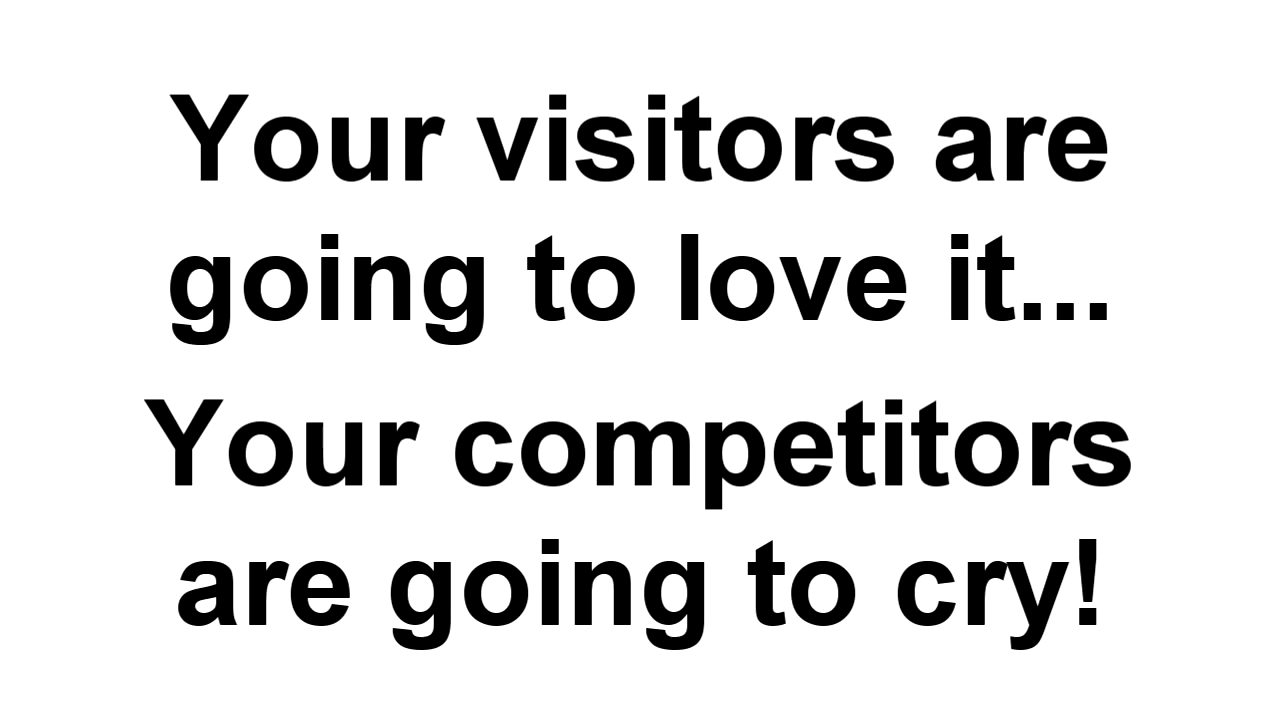 Your visitors are
going to love it...
Your competitors
are going to cry!